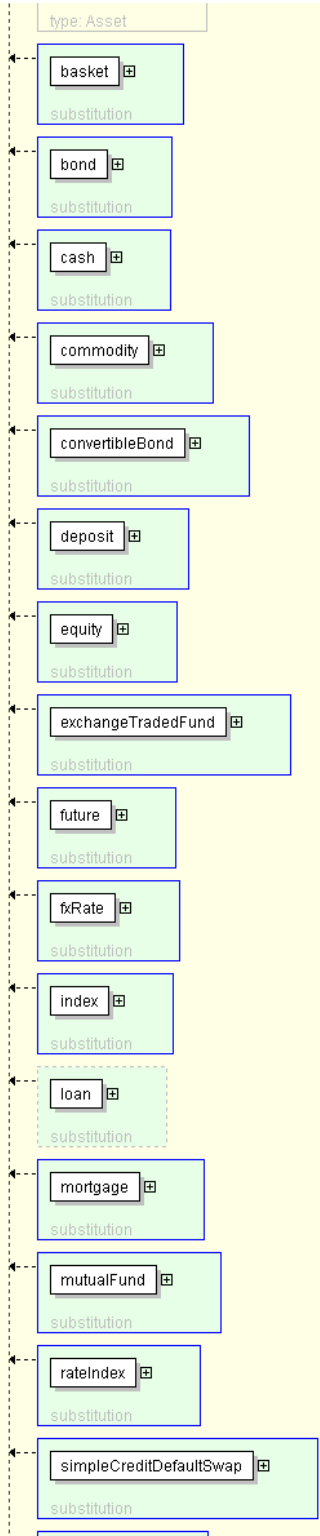 type: Asset
basket
substitution
bond
substitution
cash
substitution
commodity
substitution
convertibleBond
substitution
deposit
substitution
equity
substitution
exchangeTradedFund
substitution
future
substitution
fxRate
substitution
index
substitution
loan
substitution
mortgage
substitution
mutualFund
substitution
rateIndex
substitution
simpleCreditDefaultSwap
substitution